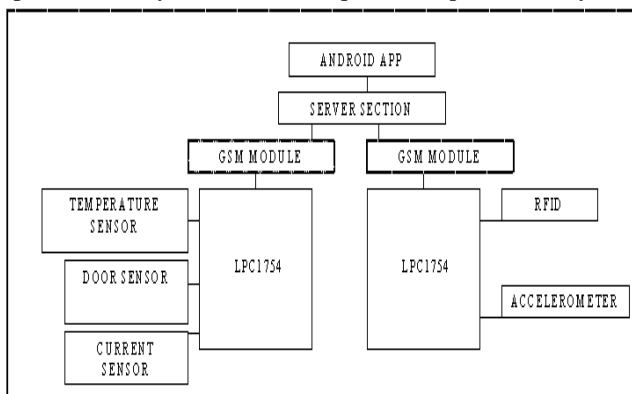 ANDROID APP
SERVER SECTION
GSM MODULE
GSM MODULE
TEMPERATURE
SENSOR
DOOR SENSOR
CURRENT
SENSOR
LPC1754
LPC1754
RFID
ACCELEROMETER